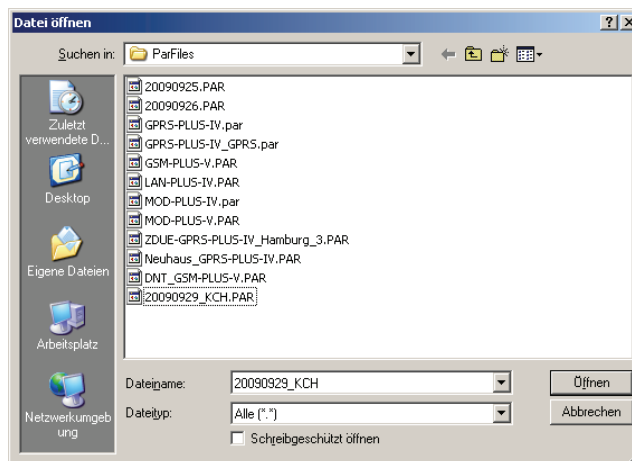 Datei öffnen
Suchen in: ParFiles
Zuletzt
verwendete D...
Desktop
Eigene Dateien
Arbeitsplatz
Netzwerkumgeb
ung
20090925.PAR
20090926.PAR
GPRS-PLUS-IV.par
GPRS-PLUS-IV_GPRS.par
GSM-PLUS-V.PAR
LAN-PLUS-IV.PAR
MOD-PLUS-IV.par
MOD-PLUS-V.PAR
ZDUE-GPRS-PLUS-IV_Hamburg_3.PAR
Neuhaus_GPRS-PLUS-IV.PAR
DNT_GSM-PLUS-V.PAR
20090929_KCH.PAR
Dateiname: 20090929_KCH Öffnen
Dateityp: Alle (*.*) Abbrechen
Schreibgeschützt öffnen